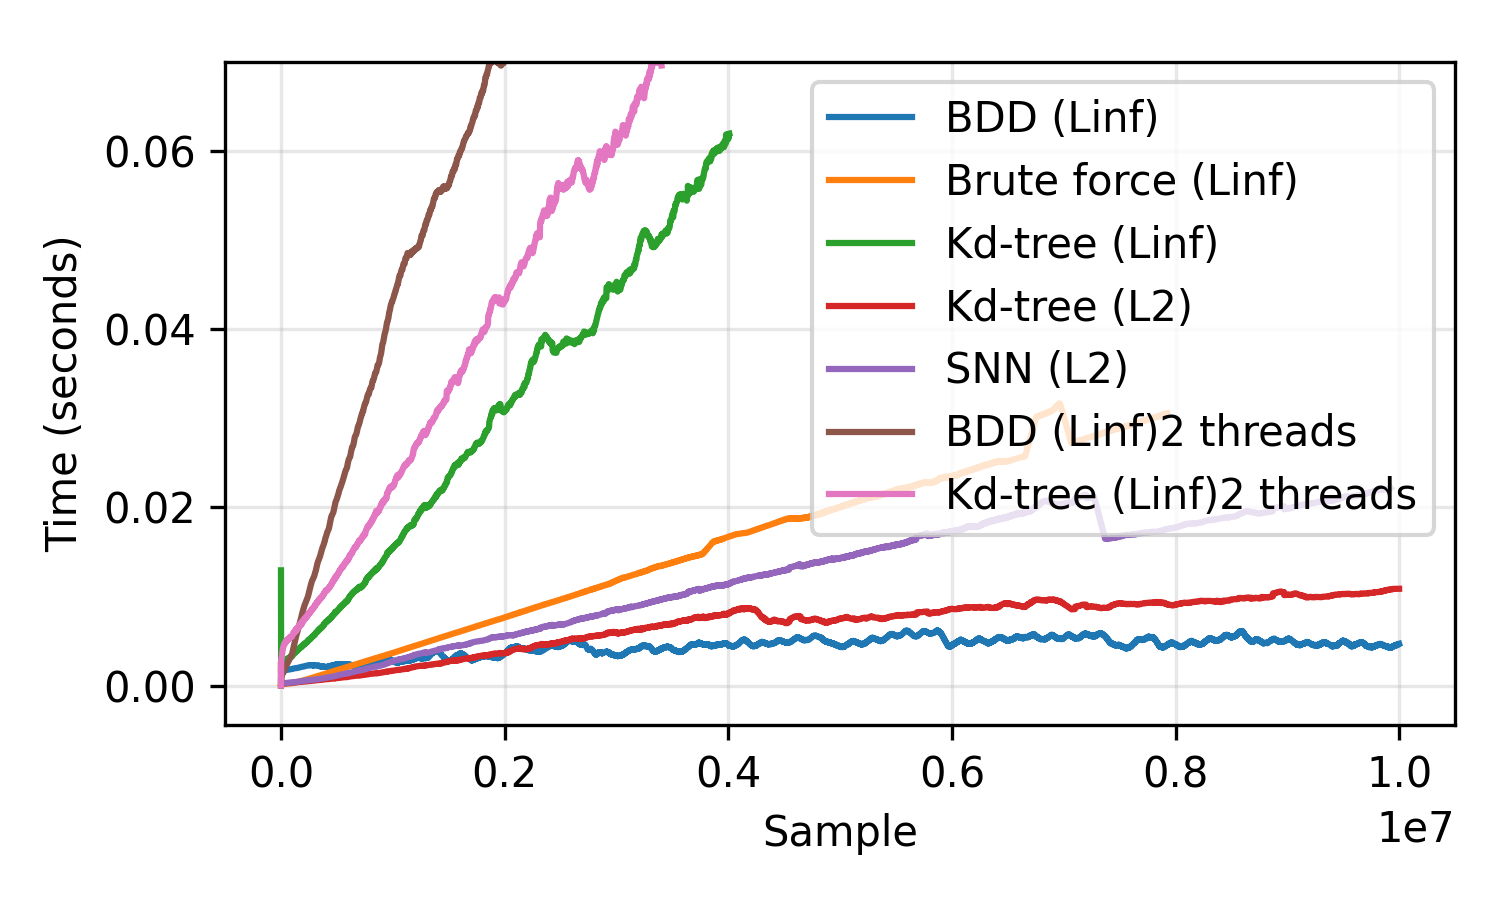 0.06
0.04
0.02
0.00
Time (seconds)
BDD (Linf)
Brute force (Linf)
Kd-tree (Linf)
Kd-tree (L2)
SNN (L2)
BDD (Linf)2 threads
Kd-tree (Linf)2 threads
0.0 0.2 0.4 0.6 0.8 1.0
1e7
Sample